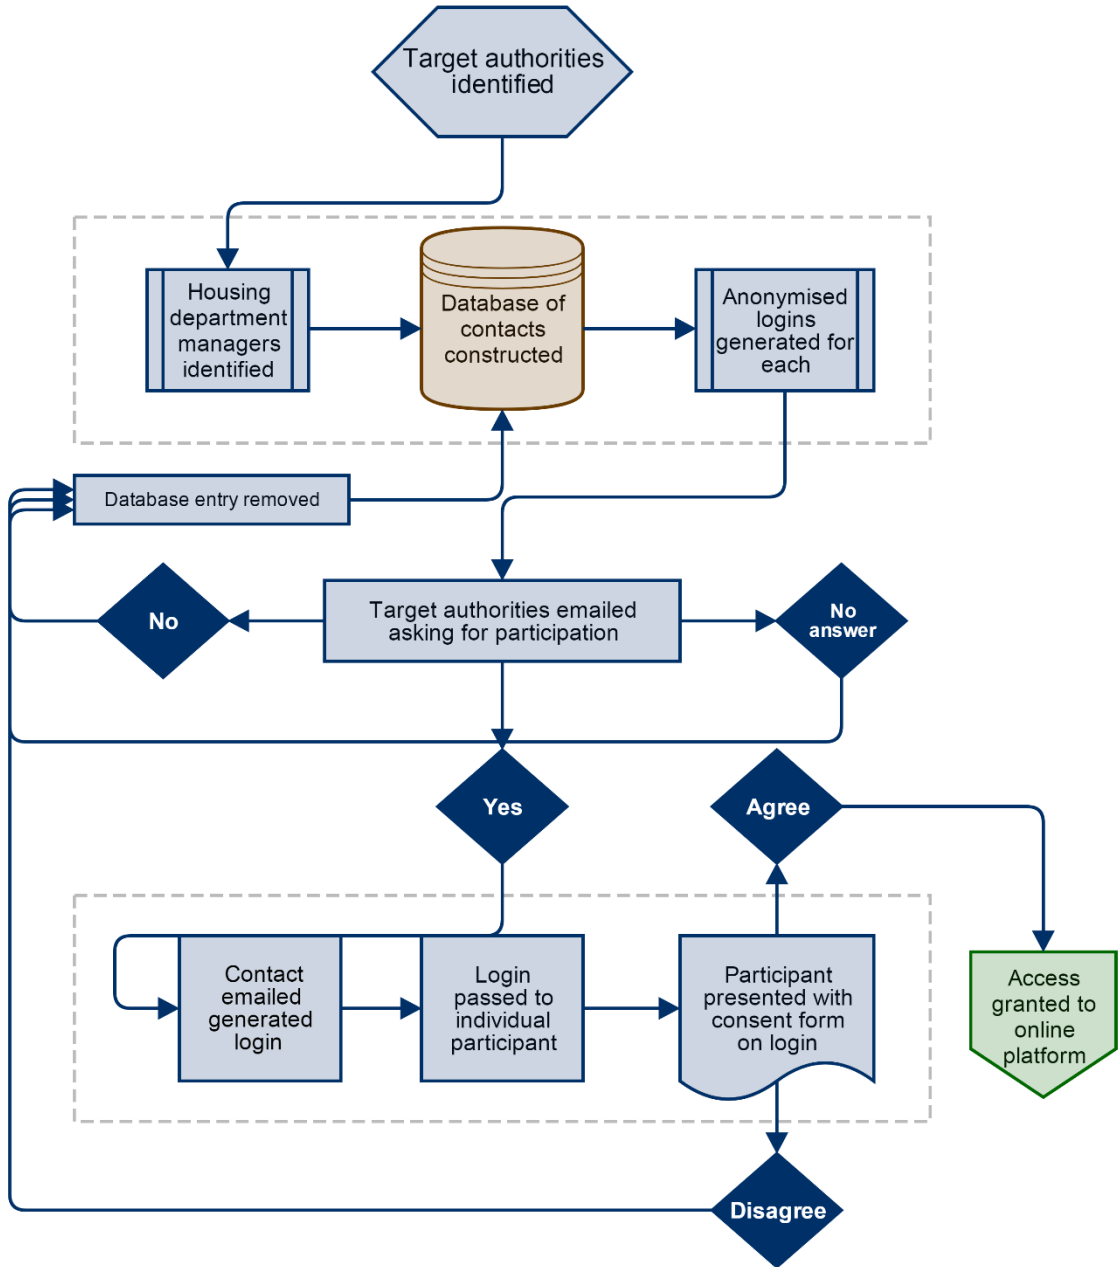 Target authorities
identified
Housing
department
managers
identified
Database of
contacts
constructed
Anonymised
logins
generated for
each
Database entry removed
No
Target authorities emailed
asking for participation
No
answer
Yes
Agree
Contact
emailed
generated
login
Login
passed to
individual
participant
Participant
presented with
consent form
on login
Access
granted to
online
platform
Disagree